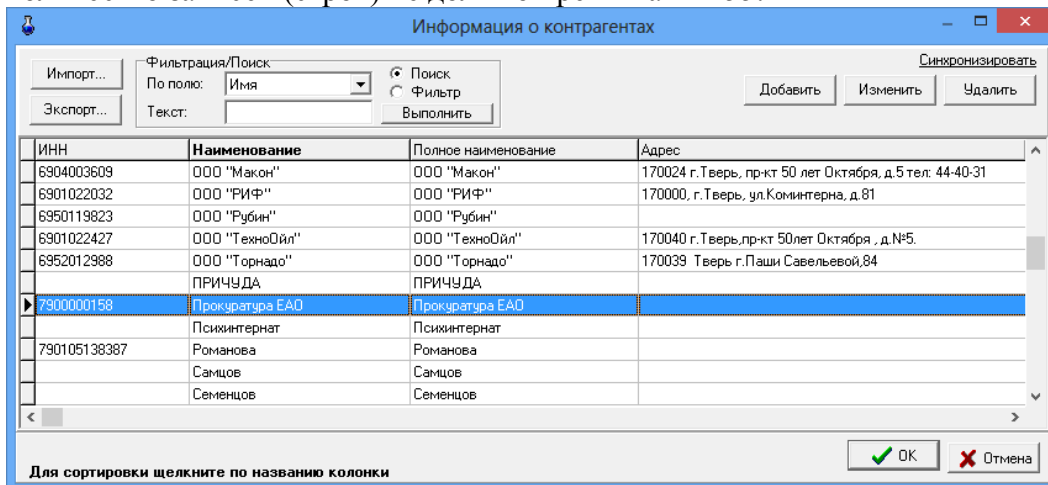 Информация о контрагентах
Импорт...
Экспорт...
Фильтрация/Поиск
По полю: Имя
Текст:
Поиск
Фильтр
Выполнить
Синхронизировать
Добавить Изменить Удалить
ИНН Наименование Полное наименование Адрес
6904003609 ООО "Макон" ООО "Макон" 170024 г.Тверь, пр-кт 50 лет Октября, д.5 тел: 44-40-31
6901022032 ООО "РИФ" ООО "РИФ" 170000, г.Тверь, ул.Коминтерна, д.81
6950119823 ООО "Рубин" ООО "Рубин"
6901022427 ООО "ТехноОйл" ООО "ТехноОйл" 170040 г.Тверь,пр-кт 50лет Октября , д.№5.
6952012988 ООО "Торнадо" ООО "Торнадо" 170039 Тверь г.Паши Савельевой,84
ПРИЧУДА ПРИЧУДА
7900000158 Прокуратура ЕАО Прокуратура ЕАО
Психинтернат Психинтернат
790105138387 Романова Романова
Самцов Самцов
Семенцов Семенцов
Для сортировки щелкните по названию колонки
OK Отмена